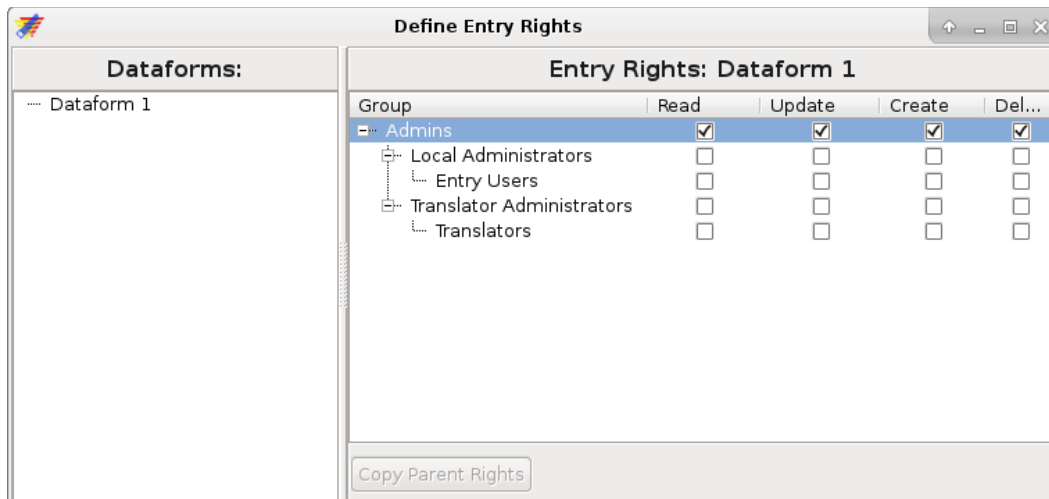 Define Entry Rights
Dataforms:
Entry Rights: Dataform 1
Dataform 1
Group Read Update Create Del...
Admins
Local Administrators
Entry Users
Translator Administrators
Translators
Copy Parent Rights